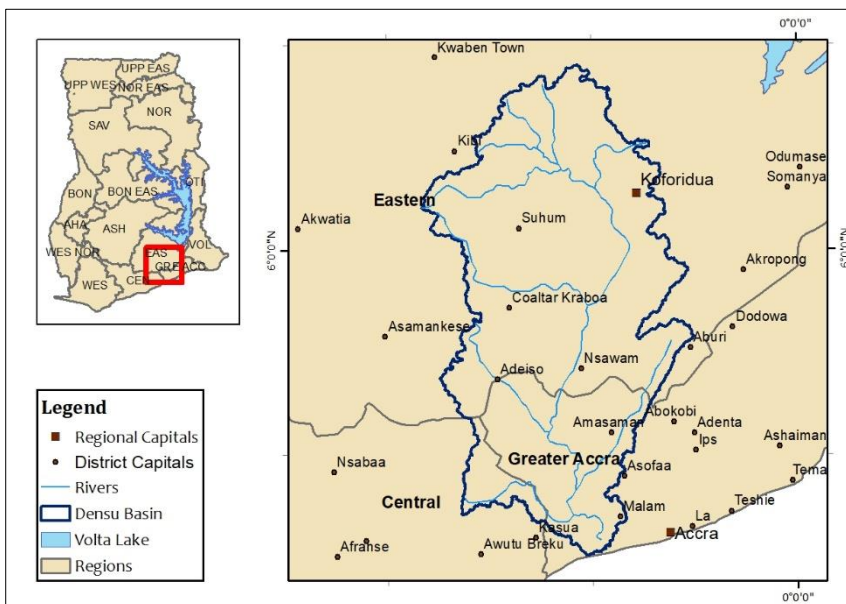 UPP EAS
UPP WES
NOR EAS
NOR
SAV
BON
BON EAS
OTI
AHA
ASH
WES NOR
EAS
VOL
GRE ACC
CEN
WES
Legend
Regional Capitals
District Capitals
Rivers
Densu Basin
Volta Lake
Regions
0°0'0"
Kwaben Town
Kibi
Odumase
Somanya
Koforidua
Eastern
Akwatia
Suhum
6°0'0"N
6°0'0"N
Akropong
Coaltar Kraboa
Dodowa
Asamankese
Aburi
Nsawam
Adeiso
Abokobi
Amasaman
Adenta
Ips
Ashaiman
Greater Accra
Nsabaa
Asofaa
Tema
Central
Malam
Teshie
La
Kasua
Accra
Afranse
Awutu Breku
0°0'0"